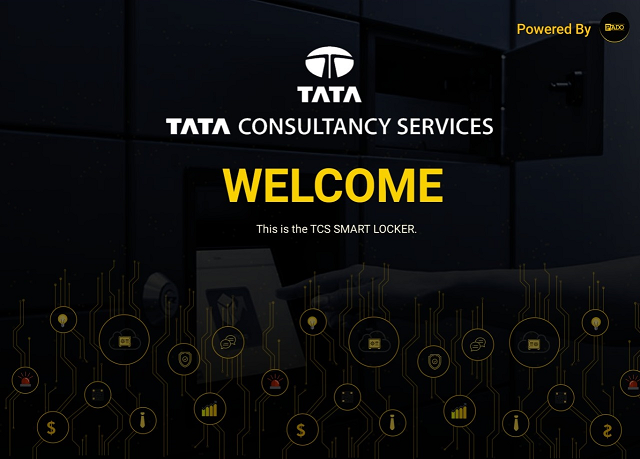 Powered By
TATA
TATA CONSULTANCY SERVICES
WELCOME
This is the TCS SMART LOCKER.